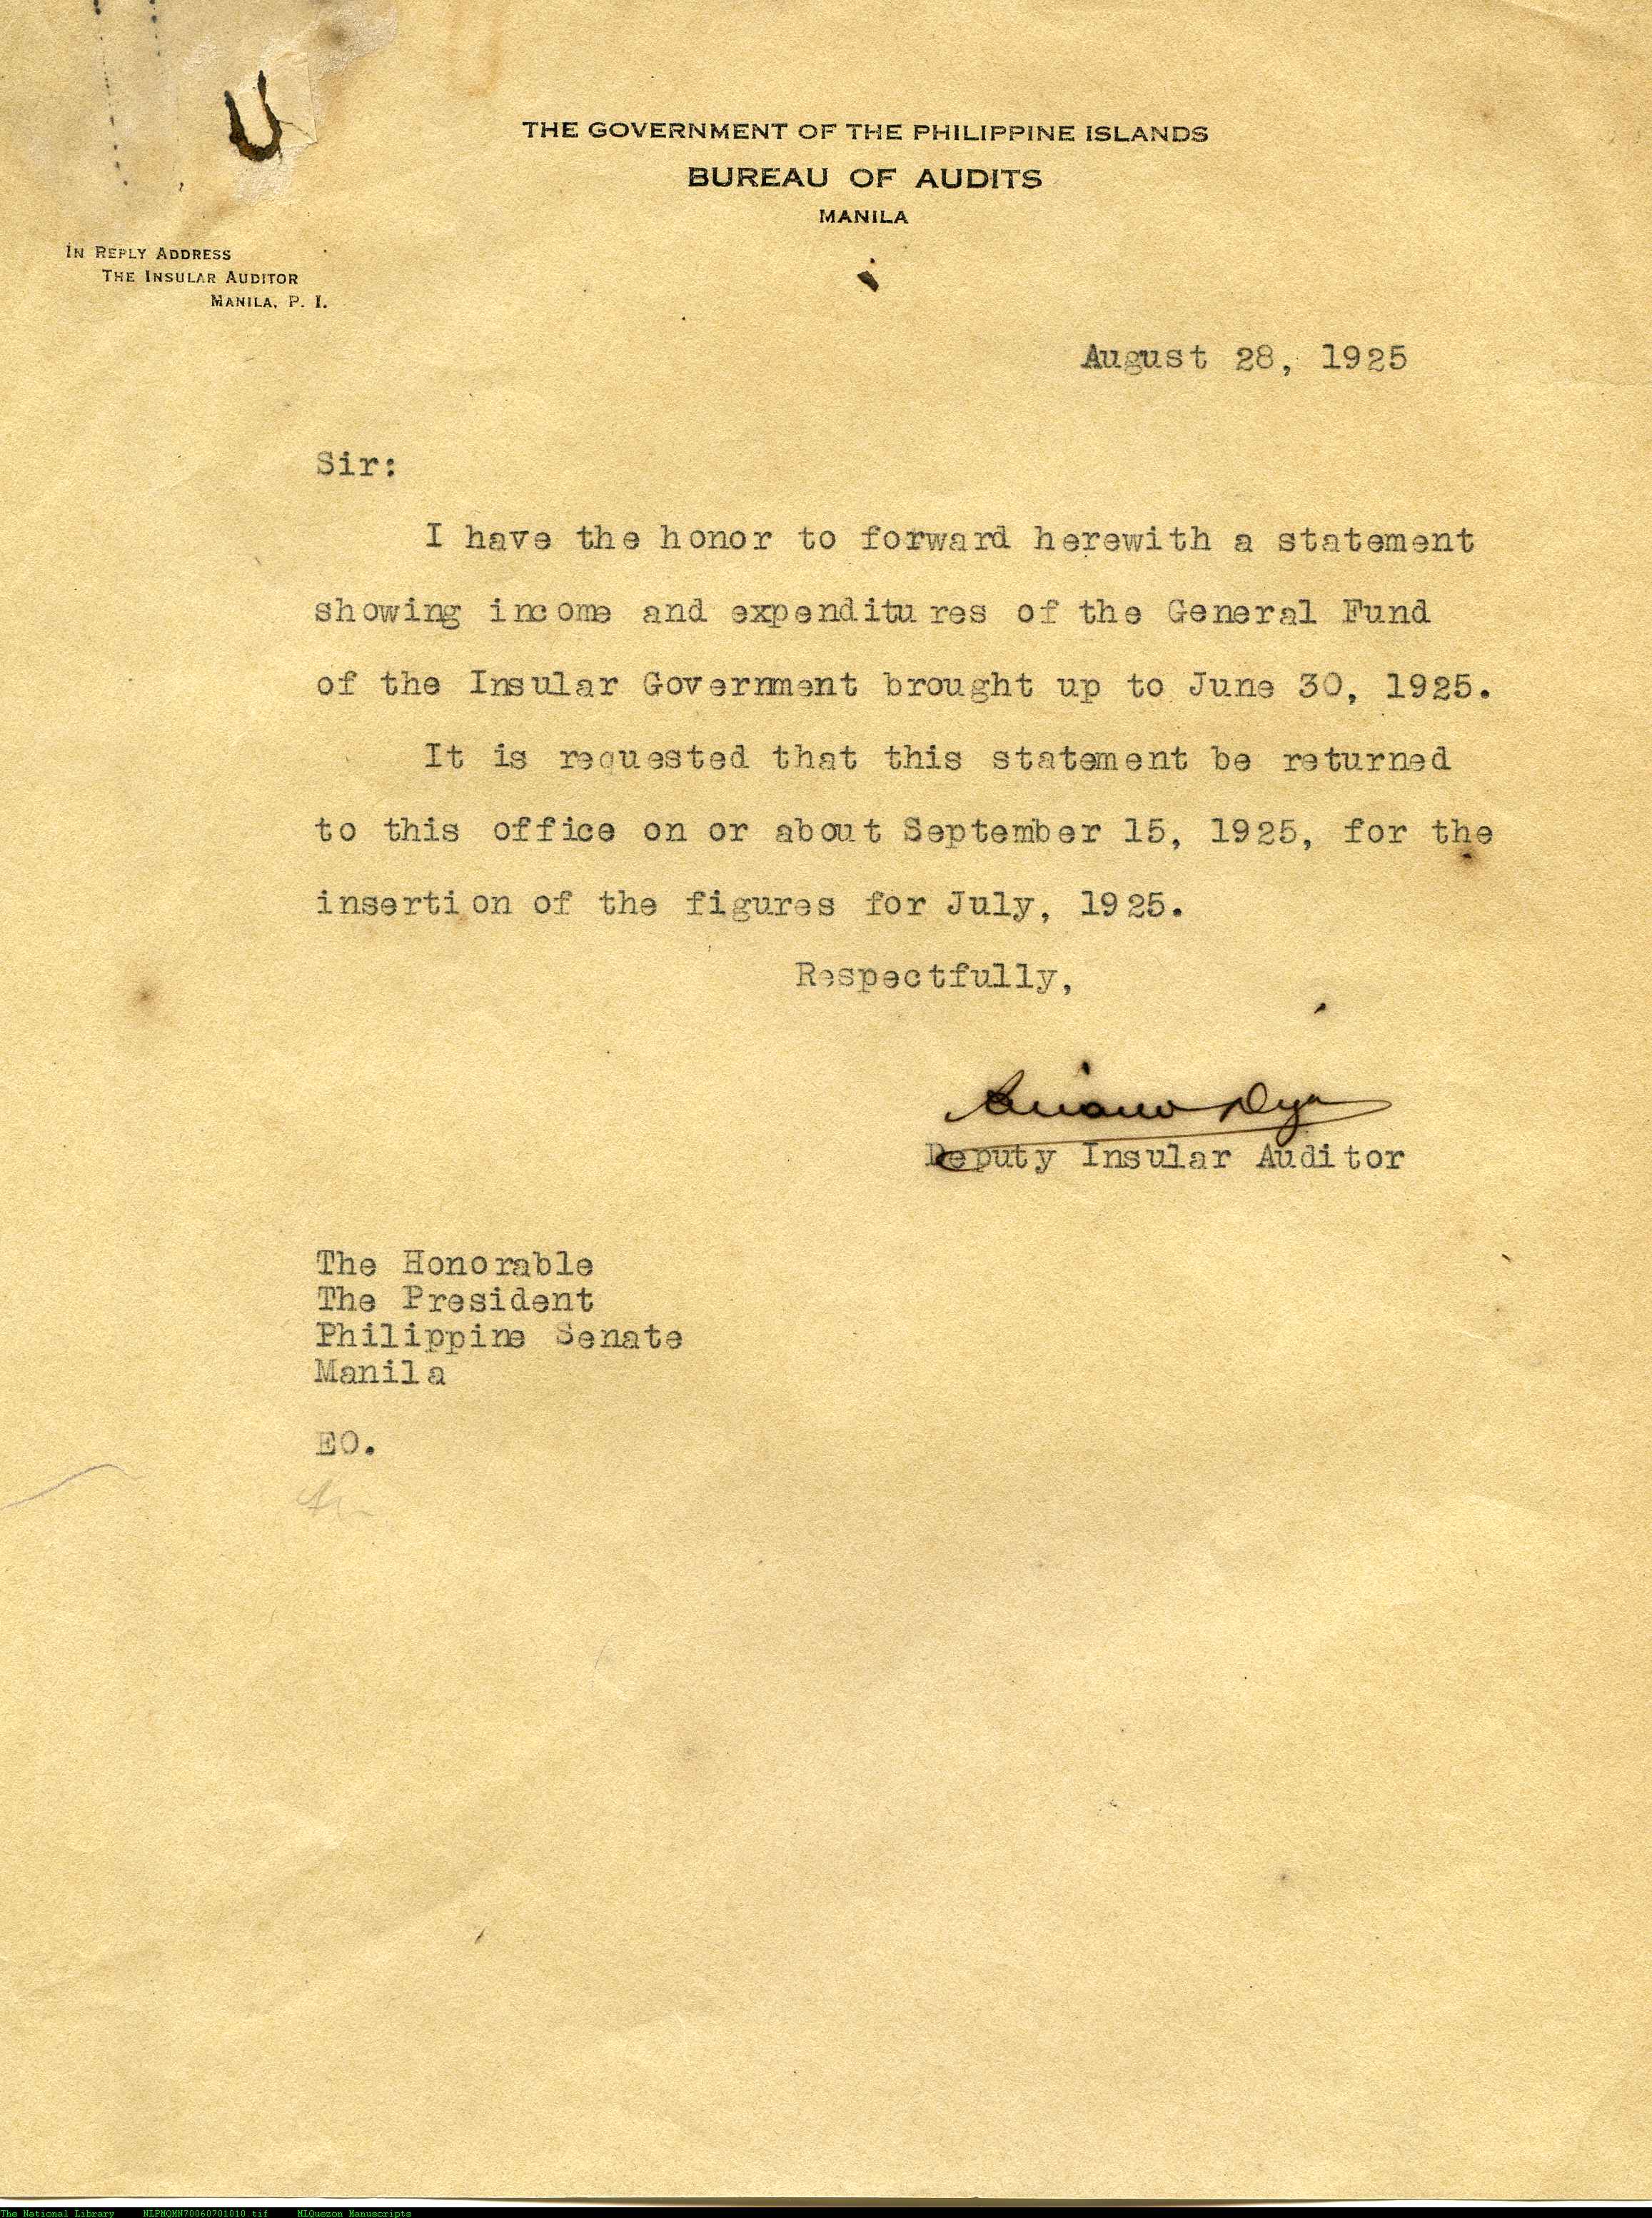 THE GOVERNMENT OF THE PHILIPPINE ISLANDS
BUREAU OF AUDITS
MANILA
IN REPLY ADDRESS
THE INSULAR AUDITOR
MANILA, P. I.
August 28, 1925
Sir:
I have the honor to forward herewith a statement
showing income and expenditures of the General Fund
of the Insular Government brought up to June 30, 1925.
It is requested that this statement be returned
to this office on or about September 15, 1925, for the
insertion of the figures for July, 1925.
Respectfully,
Deputy Insular Auditor
The Honorable
The President
Philippine Senate
Manila
EO.
The National Library NLPMQMN70060701010.tif MLQuezon Manuscripts